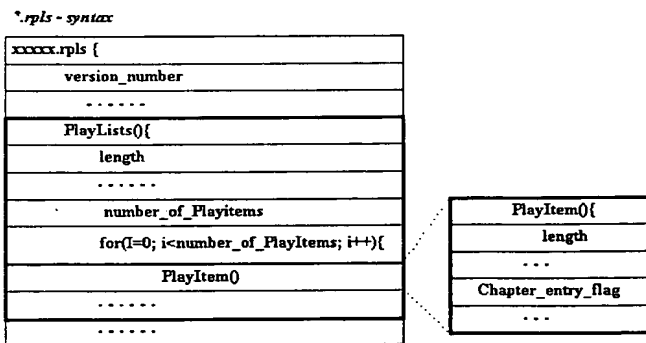 *.rpls - syntax
xxxxx.rpls {
version_number
. . . . . .
PlayLists(){
length
. . . . . .
number_of_Playitems
for(I=0; i<number_of_PlayItems; i++){
PlayItem()
. . . . . .
. . . . . .
PlayItem(){
length
. . .
Chapter_entry_flag
. . .